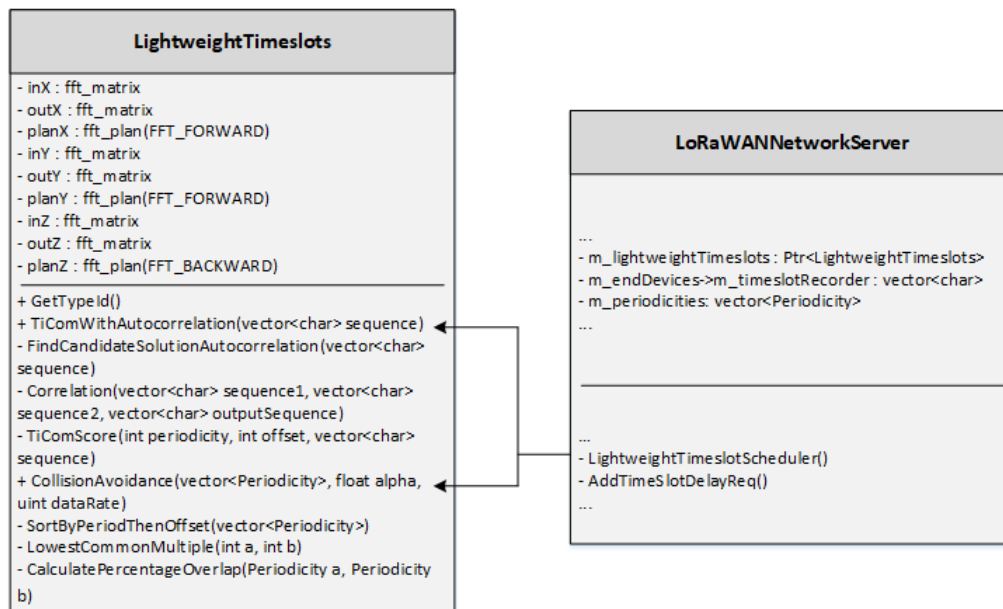 LightweightTimeslots
- inX : fft_matrix
- outX : fft_matrix
- planX : fft_plan(FFT_FORWARD)
- inY : fft_matrix
- outY : fft_matrix
- planY : fft_plan(FFT_FORWARD)
- inZ : fft_matrix
- outZ : fft_matrix
- planZ : fft_plan(FFT_BACKWARD)
+ GetTypeId()
+ TiComWithAutocorrelation(vector<char> sequence)
- FindCandidateSolutionAutocorrelation(vector<char>
sequence)
- Correlation(vector<char> sequence1, vector<char>
sequence2, vector<char> outputSequence)
- TiComScore(int periodicity, int offset, vector<char>
sequence)
+ CollisionAvoidance(vector<Periodicity>, float alpha,
uint dataRate)
- SortByPeriodThenOffset(vector<Periodicity>)
- LowestCommonMultiple(int a, int b)
- CalculatePercentageOverlap(Periodicity a, Periodicity
b)
LoRaWANNetworkServer
...
- m_lightweightTimeslots : Ptr<LightweightTimeslots>
- m_endDevices->m_timeslotRecorder : vector<char>
- m_periodicities: vector<Periodicity>
...
...
- LightweightTimeslotScheduler()
- AddTimeSlotDelayReq()
...